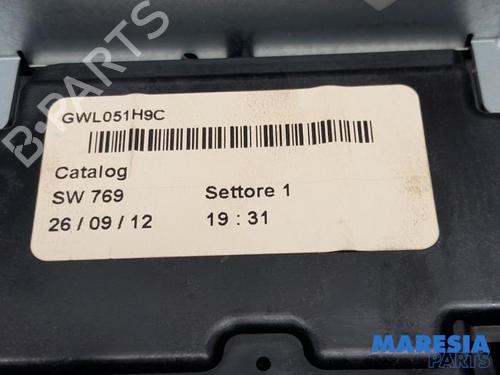 B-PARTS
GWL051H9C
Catalog
SW 769 Settore 1
26 / 09 / 12 19 : 31
MARESIA
PARTS